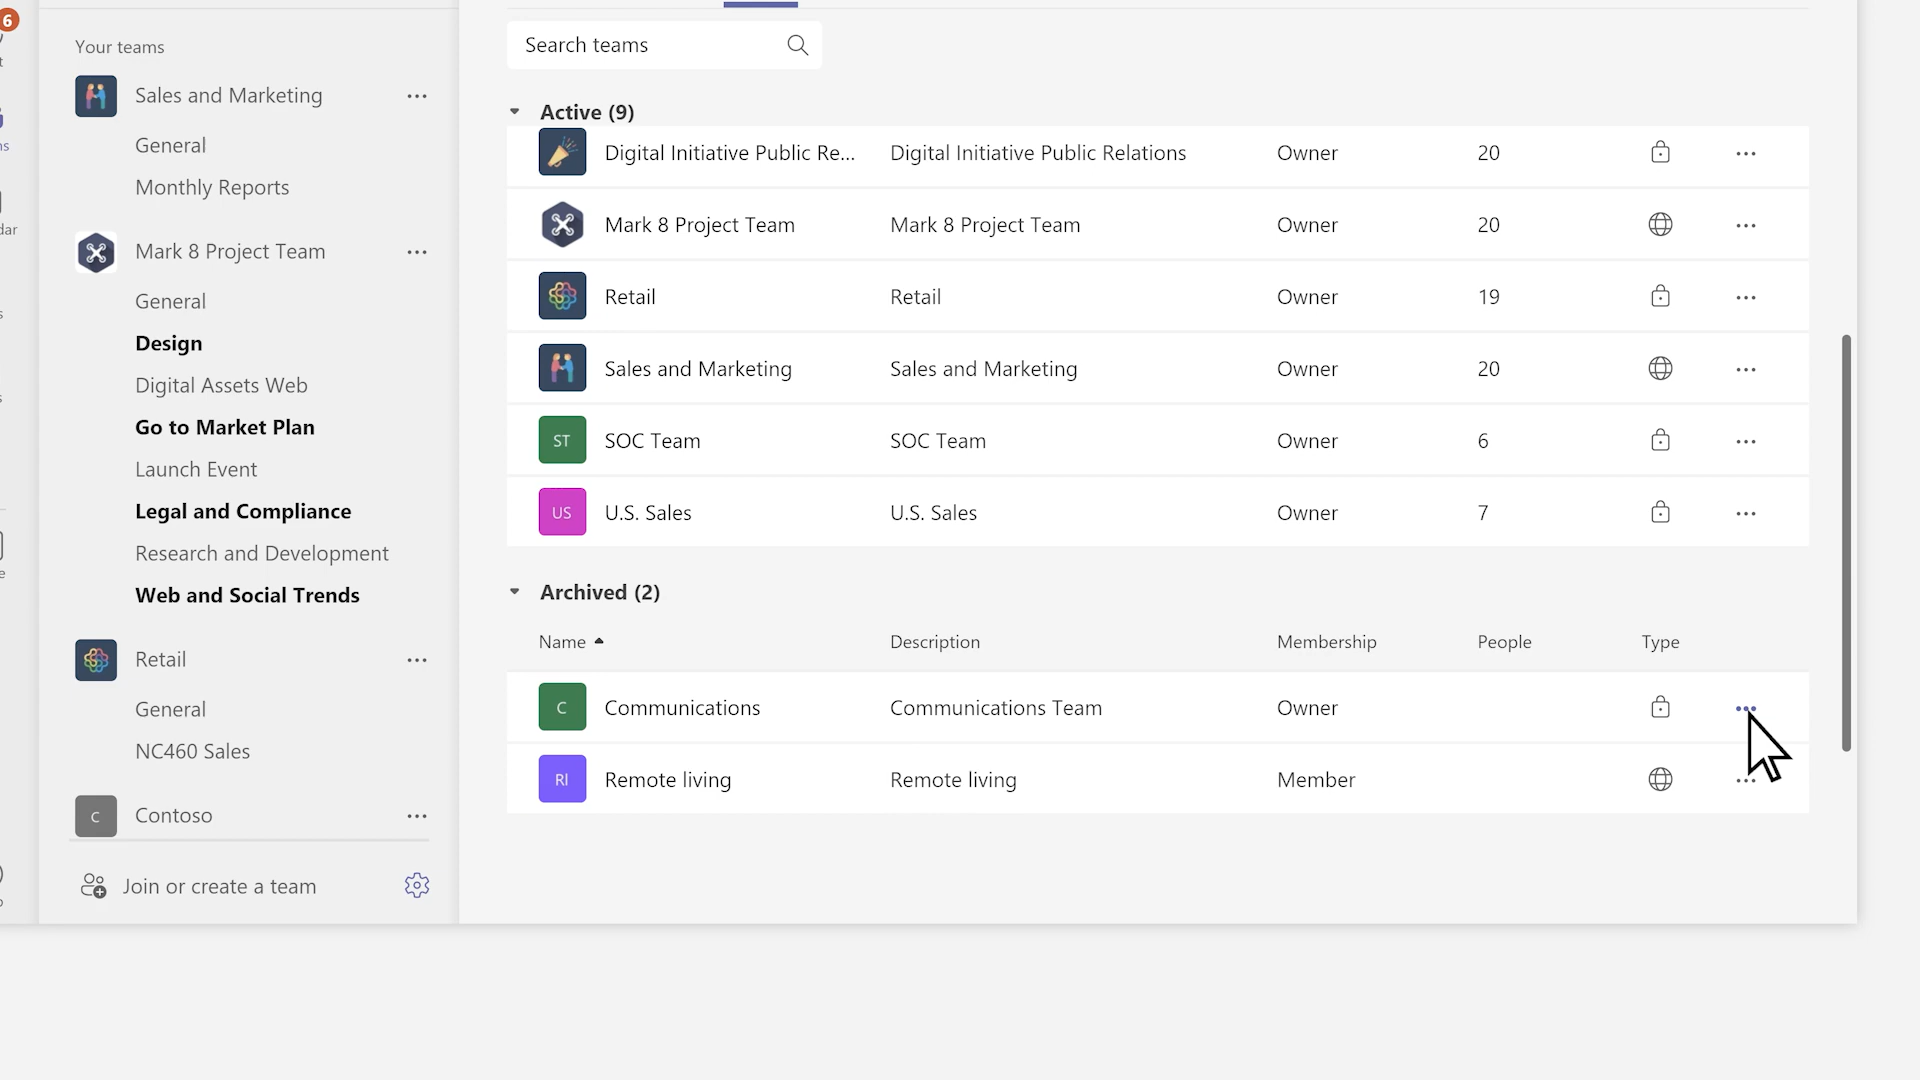 6
Your teams
Sales and Marketing
General
Monthly Reports
Mark 8 Project Team
General
Design
Digital Assets Web
Go to Market Plan
Launch Event
Legal and Compliance
Research and Development
Web and Social Trends
Retail
General
NC460 Sales
C
Contoso
Join or create a team
Search teams
Active (9)
Digital Initiative Public Re... Digital Initiative Public Relations Owner 20
Mark 8 Project Team Mark 8 Project Team Owner 20
Retail Retail Owner 19
Sales and Marketing Sales and Marketing Owner 20
ST SOC Team SOC Team Owner 6
US U.S. Sales U.S. Sales Owner 7
Archived (2)
Name Description Membership People Type
C Communications Communications Team Owner
RI Remote living Remote living Member